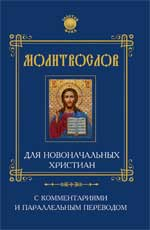 МОЛИТВОСЛОВ
ДЛЯ НОВОНАЧАЛЬНЫХ
ХРИСТИАН
С КОММЕНТАРИЯМИ
И ПАРАЛЛЕЛЬНЫМ ПЕРЕВОДОМ